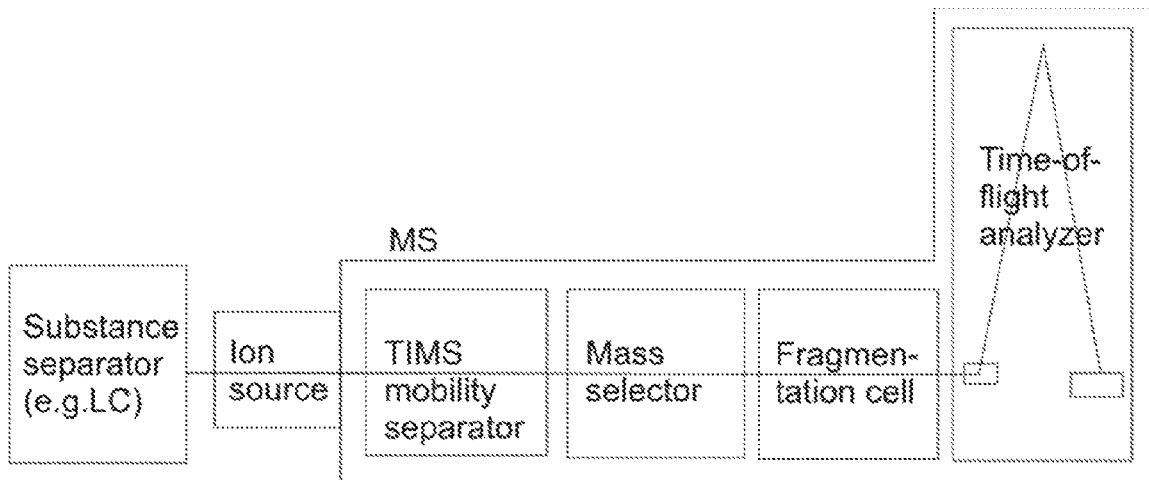 MS
Substance
separator
(e.g.LC)
Ion
source
TIMS
mobility
separator
Mass
selector
Fragmen-
tation cell
Time-of-
flight
analyzer